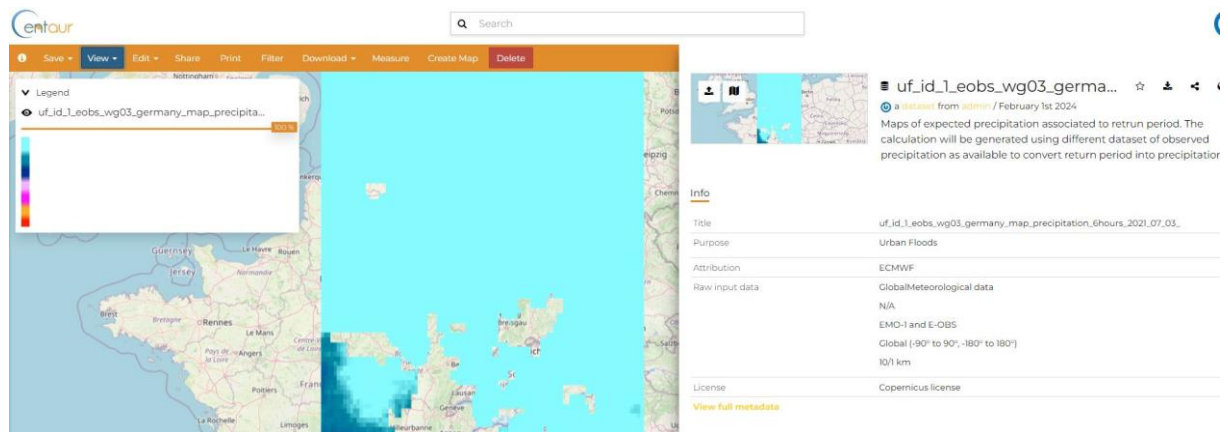 Centaur
Search
Save View Edit Share Print Filter Download Measure Create Map Delete
Legend
uf_id_1_eobs_wg03_germany_map_precipita...
100 %
Nottingham
Guernsey
Jersey
Le Havre Rouen
Normandie
Brest
Bretagne Rennes
Le Mans
Pays de la Loire Angers
Poitiers
La Rochelle
Limoges
Breisgau
Lausan
Genève
eipzig
uf_id_1_eobs_wg03_germa...
a dataset from admin / February 1st 2024
Maps of expected precipitation associated to retrun period. The
calculation will be generated using different dataset of observed
precipitation as available to convert return period into precipitation
Info
Title uf_id_1_eobs_wg03_germany_map_precipitation_6hours_2021_07_03_
Purpose Urban Floods
Attribution ECMWF
Raw input data GlobalMeteorological data
N/A
EMO-1 and E-OBS
Global (-90° to 90°, -180° to 180°)
10/1 km
License Copernicus license
View full metadata